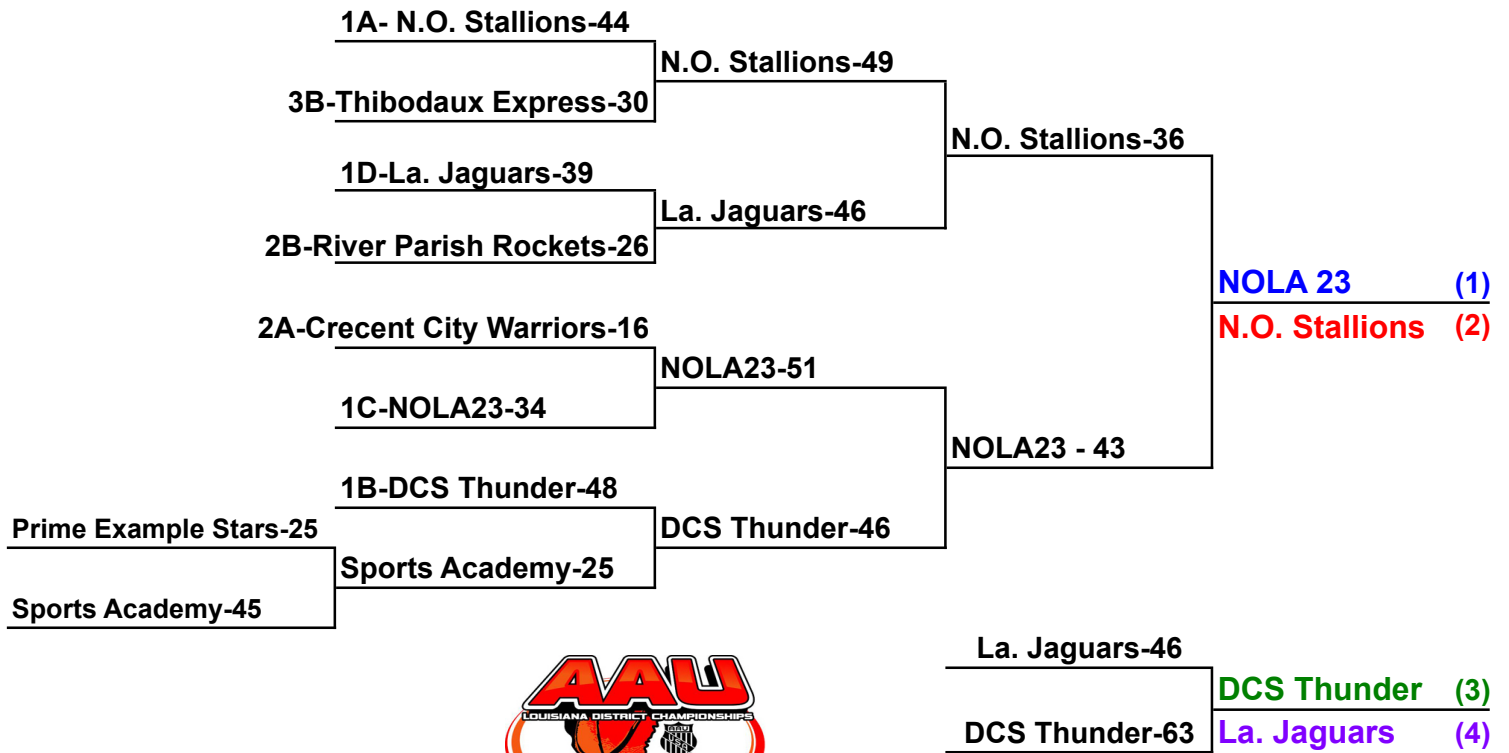 1A- N.O. Stallions-44
N.O. Stallions-49
3B-Thibodaux Express-30
N.O. Stallions-36
1D-La. Jaguars-39
La. Jaguars-46
2B-River Parish Rockets-26
NOLA 23 (1)
N.O. Stallions (2)
2A-Crecent City Warriors-16
NOLA23-51
1C-NOLA23-34
NOLA23 - 43
1B-DCS Thunder-48
Prime Example Stars-25
DCS Thunder-46
Sports Academy-25
Sports Academy-45
La. Jaguars-46
DCS Thunder (3)
DCS Thunder-63
La. Jaguars (4)
AAU
LOUISIANA DISTRICT CHAMPIONSHIPS